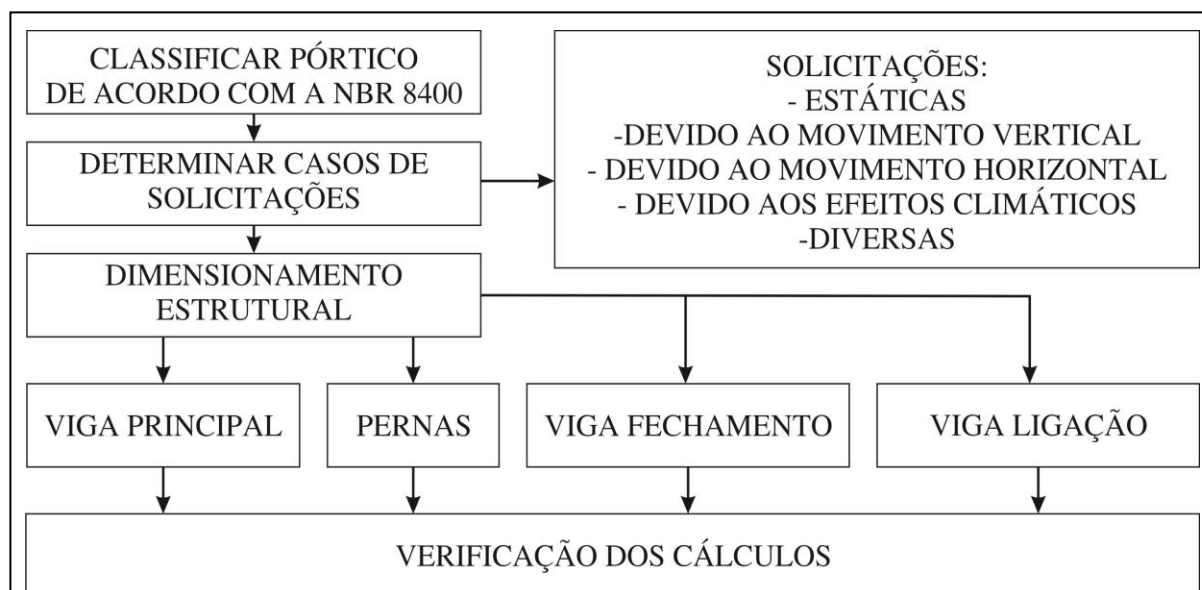 CLASSIFICAR PÓRTICO
DE ACORDO COM A NBR 8400
DETERMINAR CASOS DE
SOLICITAÇÕES
SOLICITAÇÕES:
- ESTÁTICAS
-DEVIDO AO MOVIMENTO VERTICAL
- DEVIDO AO MOVIMENTO HORIZONTAL
- DEVIDO AOS EFEITOS CLIMÁTICOS
-DIVERSAS
DIMENSIONAMENTO
ESTRUTURAL
VIGA PRINCIPAL
PERNAS
VIGA FECHAMENTO
VIGA LIGAÇÃO
VERIFICAÇÃO DOS CÁLCULOS